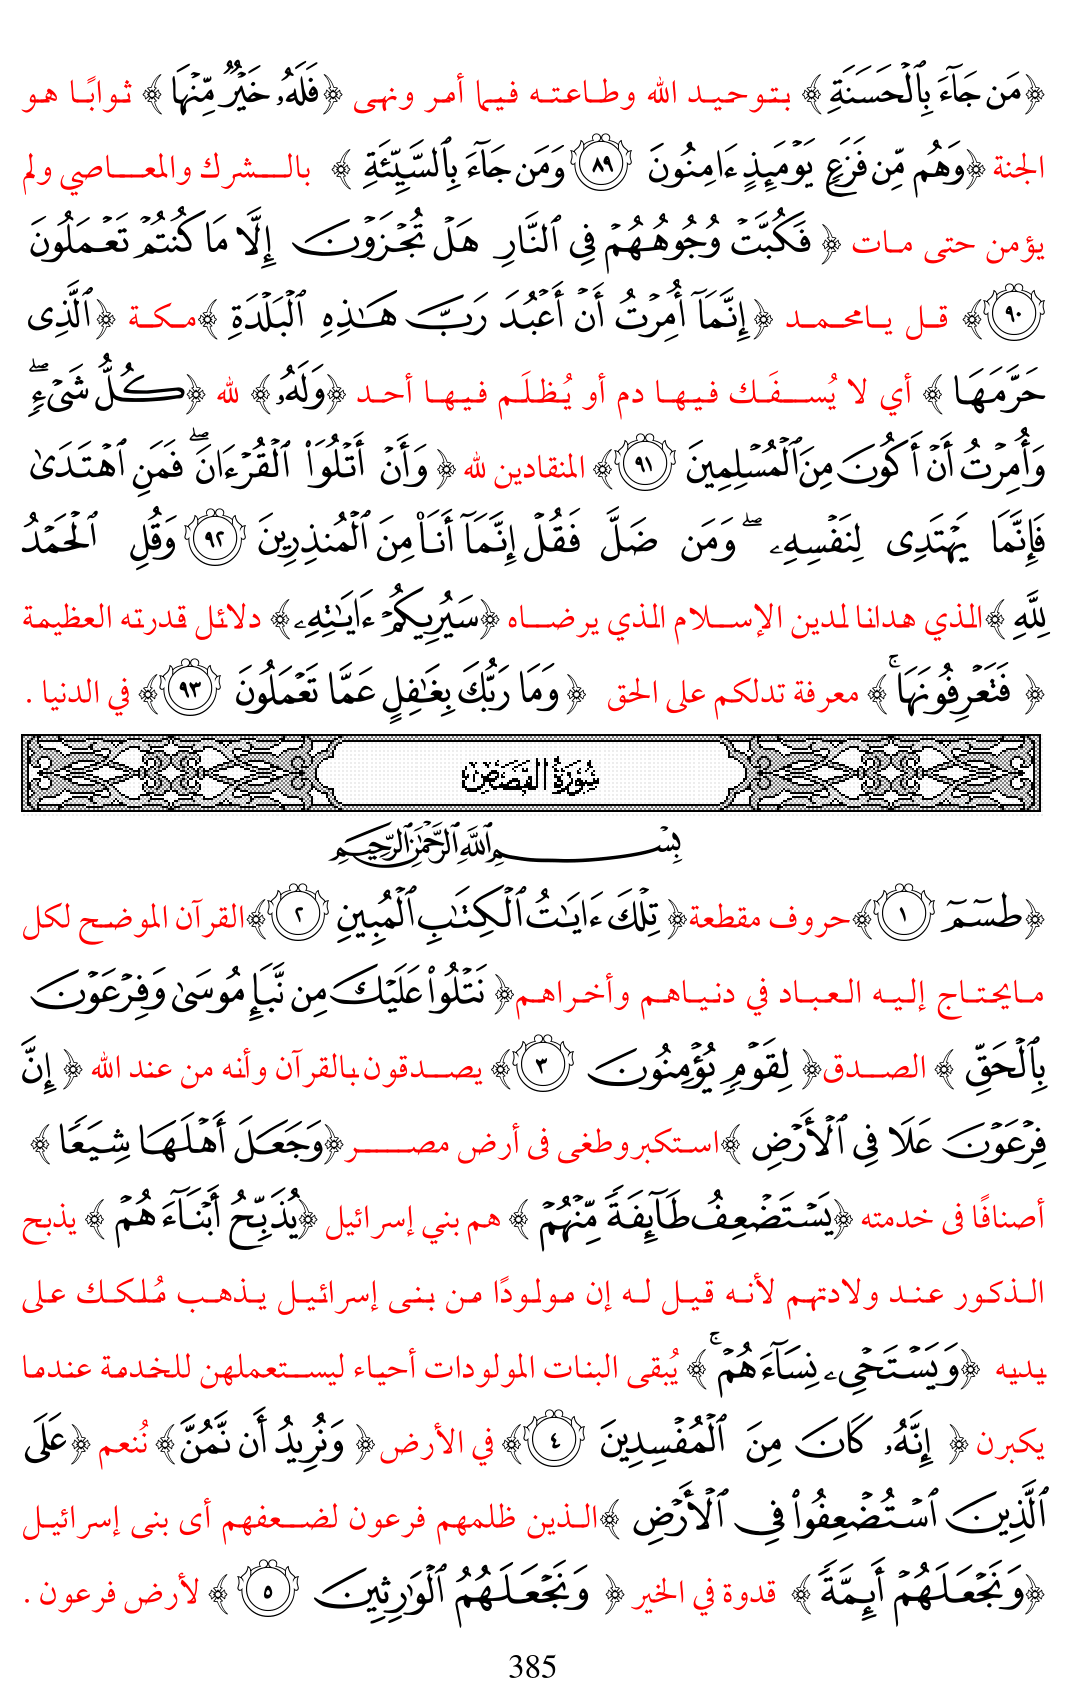 ﴿مَن جَآءَ بِٱلْحَسَنَةِ﴾ بتوحيد الله وطاعته فيما أمر ونهى ﴿فَلَهُۥ خَيْرٌ مِّنْهَا﴾ ثوابًا هو
الجنة ﴿وَهُم مِّن فَزَعٍ يَوْمَئِذٍ ءَامِنُونَ ٨٩ وَمَن جَآءَ بِٱلسَّيِّئَةِ﴾ بالشرك والمعاصي ولم
يؤمن حتى مات ﴿فَكُبَّتْ وُجُوهُهُمْ فِى ٱلنَّارِ هَلْ تُجْزَوْنَ إِلَّا مَا كُنتُمْ تَعْمَلُونَ
٩٠﴾ قل يامحمد ﴿إِنَّمَآ أُمِرْتُ أَنْ أَعْبُدَ رَبَّ هَـٰذِهِ ٱلْبَلْدَةِ﴾ مكة ﴿ٱلَّذِى
حَرَّمَهَا﴾ أي لا يُسفَك فيها دم أو يُظلَم فيها أحد ﴿وَلَهُۥ﴾ لله ﴿كُلُّ شَىْءٍۖ
وَأُمِرْتُ أَنْ أَكُونَ مِنَ ٱلْمُسْلِمِينَ ٩١﴾ المنقادين لله ﴿وَأَنْ أَتْلُوَا۟ ٱلْقُرْءَانَۖ فَمَنِ ٱهْتَدَىٰ
فَإِنَّمَا يَهْتَدِى لِنَفْسِهِۦۖ وَمَن ضَلَّ فَقُلْ إِنَّمَآ أَنَا۠ مِنَ ٱلْمُنذِرِينَ ٩٢ وَقُلِ ٱلْحَمْدُ
لِلَّهِ﴾ الذي هدانا لمدين الإسلام الذي يرضاه ﴿سَيُرِيكُمْ ءَايَـٰتِهِۦ﴾ دلائل قدرته العظيمة
﴿فَتَعْرِفُونَهَاۚ﴾ معرفة تدلكم على الحق ﴿وَمَا رَبُّكَ بِغَـٰفِلٍ عَمَّا تَعْمَلُونَ ٩٣﴾ في الدنيا .
سُورَةُ القَصَصِ
بِسْمِ ٱللَّهِ ٱلرَّحْمَـٰنِ ٱلرَّحِيمِ
﴿طسٓمٓ ١﴾ حروف مقطعة ﴿تِلْكَ ءَايَـٰتُ ٱلْكِتَـٰبِ ٱلْمُبِينِ ٢﴾ القرآن الموضح لكل
مايحتاج إليه العباد في دنياهم وأخراهم ﴿نَتْلُوا۟ عَلَيْكَ مِن نَّبَإِ مُوسَىٰ وَفِرْعَوْنَ
بِٱلْحَقِّ﴾ الصدق ﴿لِقَوْمٍ يُؤْمِنُونَ ٣﴾ يصدقون بالقرآن وأنه من عند الله ﴿إِنَّ
فِرْعَوْنَ عَلَا فِى ٱلْأَرْضِ﴾ استكبروطغى فى أرض مصر ﴿وَجَعَلَ أَهْلَهَا شِيَعًا﴾
أصنافًا فى خدمته ﴿يَسْتَضْعِفُ طَآئِفَةً مِّنْهُمْ﴾ هم بني إسرائيل ﴿يُذَبِّحُ أَبْنَآءَهُمْ﴾ يذبح
الذكور عند ولادتهم لأنه قيل له إن مولودًا من بنى إسرائيل يذهب مُلكك على
يديه ﴿وَيَسْتَحْىِۦ نِسَآءَهُمْۚ﴾ يُبقى البنات المولودات أحياء ليستعملهن للخدمة عندما
يكبرن ﴿إِنَّهُۥ كَانَ مِنَ ٱلْمُفْسِدِينَ ٤﴾ في الأرض ﴿وَنُرِيدُ أَن نَّمُنَّ﴾ نُنعم ﴿عَلَى
ٱلَّذِينَ ٱسْتُضْعِفُوا۟ فِى ٱلْأَرْضِ﴾ الذين ظلمهم فرعون لضعفهم أى بنى إسرائيل
﴿وَنَجْعَلَهُمْ أَئِمَّةً﴾ قدوة في الخير ﴿وَنَجْعَلَهُمُ ٱلْوَٰرِثِينَ ٥﴾ لأرض فرعون .
385